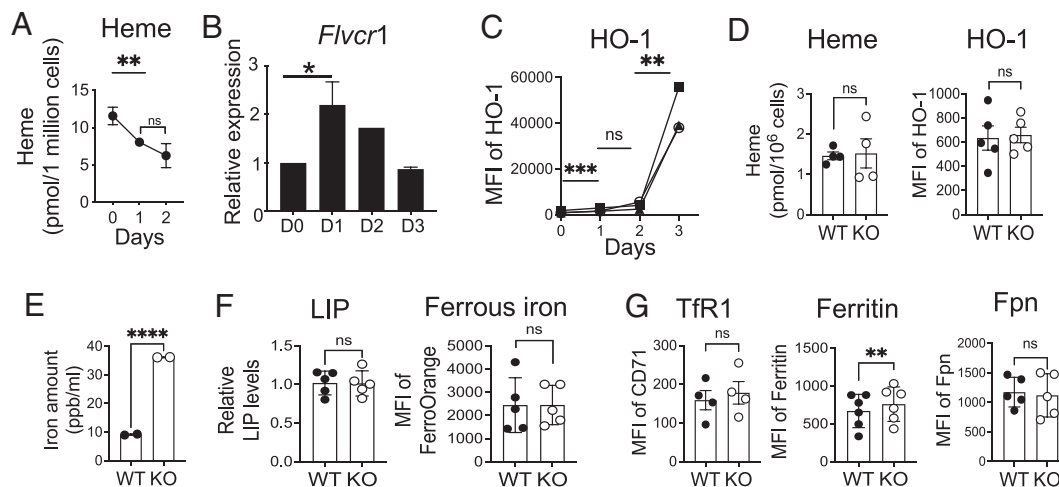 A
Heme
Heme
(pmol/1 million cells)
15
10
5
0
**
ns
0 1 2
Days
B
Flvcr1
Relative expression
3
2
1
0
*
D0 D1 D2 D3
C
HO-1
MFI of HO-1
60000
40000
20000
0
***
ns
**
0 1 2 3
Days
D
Heme
Heme
(pmol/10⁶ cells)
3
2
1
0
ns
WT KO
HO-1
MFI of HO-1
1000
800
600
400
200
0
ns
WT KO
E
Iron amount
(ppb/ml)
40
30
20
10
0
****
WT KO
F
LIP
Relative
LIP levels
1.5
1.0
0.5
0.0
ns
WT KO
Ferrous iron
MFI of
FerroOrange
5000
4000
3000
2000
1000
0
ns
WT KO
G
TfR1
MFI of CD71
300
200
100
0
ns
WT KO
Ferritin
MFI of Ferritin
1500
1000
500
0
**
WT KO
Fpn
MFI of Fpn
2000
1500
1000
500
0
ns
WT KO